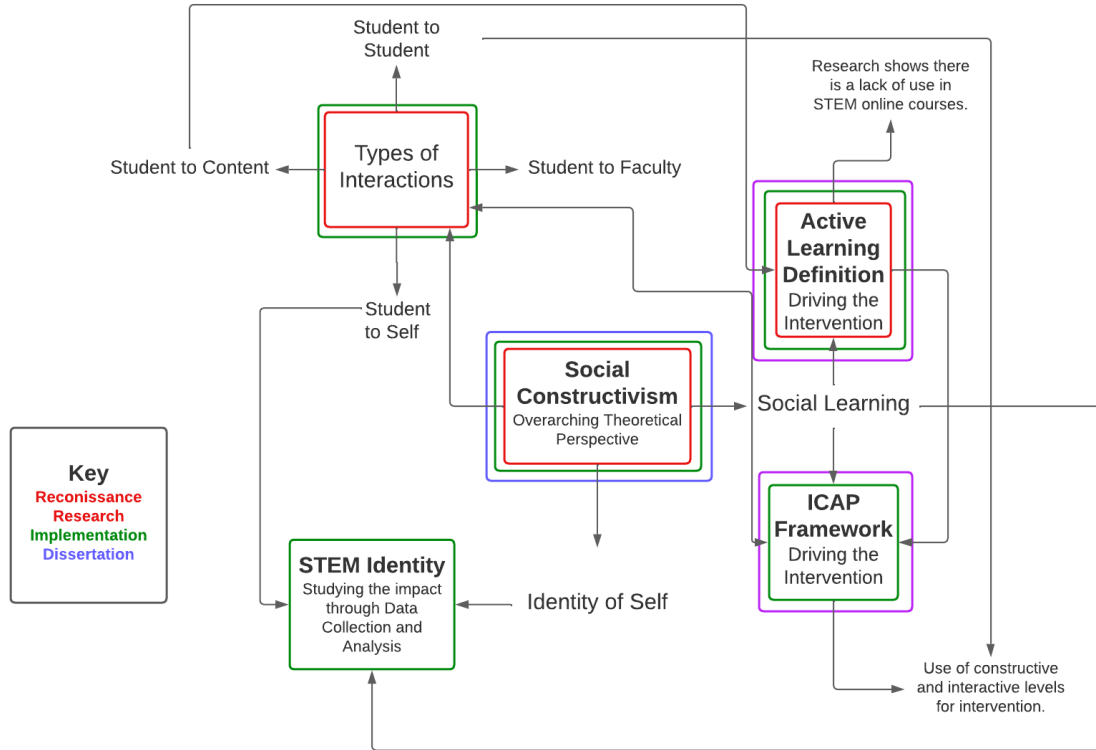 Student to
Student
Research shows there
is a lack of use in
STEM online courses.
Types of
Interactions
Student to Content
Student to Faculty
Active
Learning
Definition
Driving the
Intervention
Student
to Self
Social
Constructivism
Overarching Theoretical
Perspective
Social Learning
Key
Reconissance
Research
Implementation
Dissertation
ICAP
Framework
Driving the
Intervention
STEM Identity
Studying the impact
through Data
Collection and
Analysis
Identity of Self
Use of constructive
and interactive levels
for intervention.